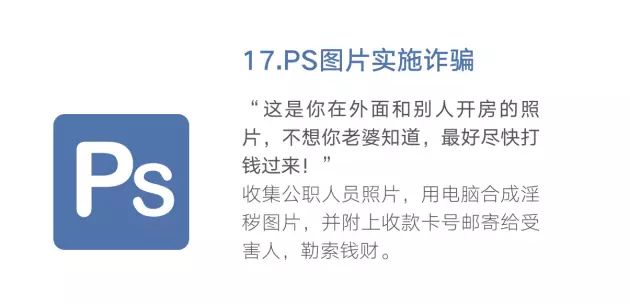 17.PS图片实施诈骗
“这是你在外面和别人开房的照
片，不想你老婆知道，最好尽快打
钱过来！”
Ps
收集公职人员照片，用电脑合成淫
秽图片，并附上收款卡号邮寄给受
害人，勒索钱财。